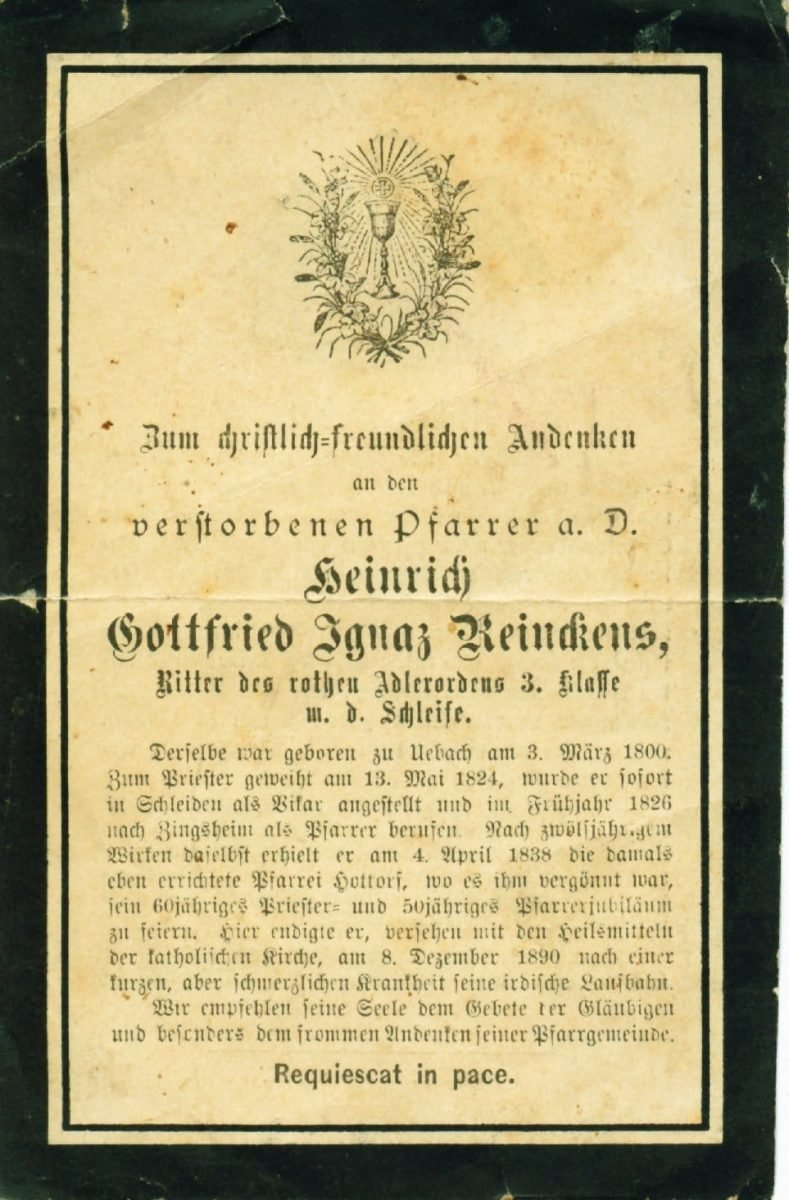 Zum christlich=freundlichen Andenken
an den
verstorbenen Pfarrer a. D.
Heinrich
Gottfried Ignaz Reinckens,
Ritter des rothen Adlerordens 3. Klasse
m. d. Schleife.
Derselbe war geboren zu Uebach am 3. März 1800.
Zum Priester geweiht am 13. Mai 1824, wurde er sofort
in Schleiden als Vikar angestellt und im Frühjahr 1826
nach Zingsheim als Pfarrer berufen. Nach zwölfjährigem
Wirken daselbst erhielt er am 4. April 1838 die damals
eben errichtete Pfarrei Hottorf, wo es ihm vergönnt war,
sein 60jähriges Priester= und 50jähriges Pfarrerjubiläum
zu feiern. Hier endigte er, versehen mit den Heilsmitteln
der katholischen Kirche, am 8. Dezember 1890 nach einer
kurzen, aber schmerzlichen Krankheit seine irdische Laufbahn.
Wir empfehlen seine Seele dem Gebete der Gläubigen
und besonders dem frommen Andenken seiner Pfarrgemeinde.
Requiescat in pace.